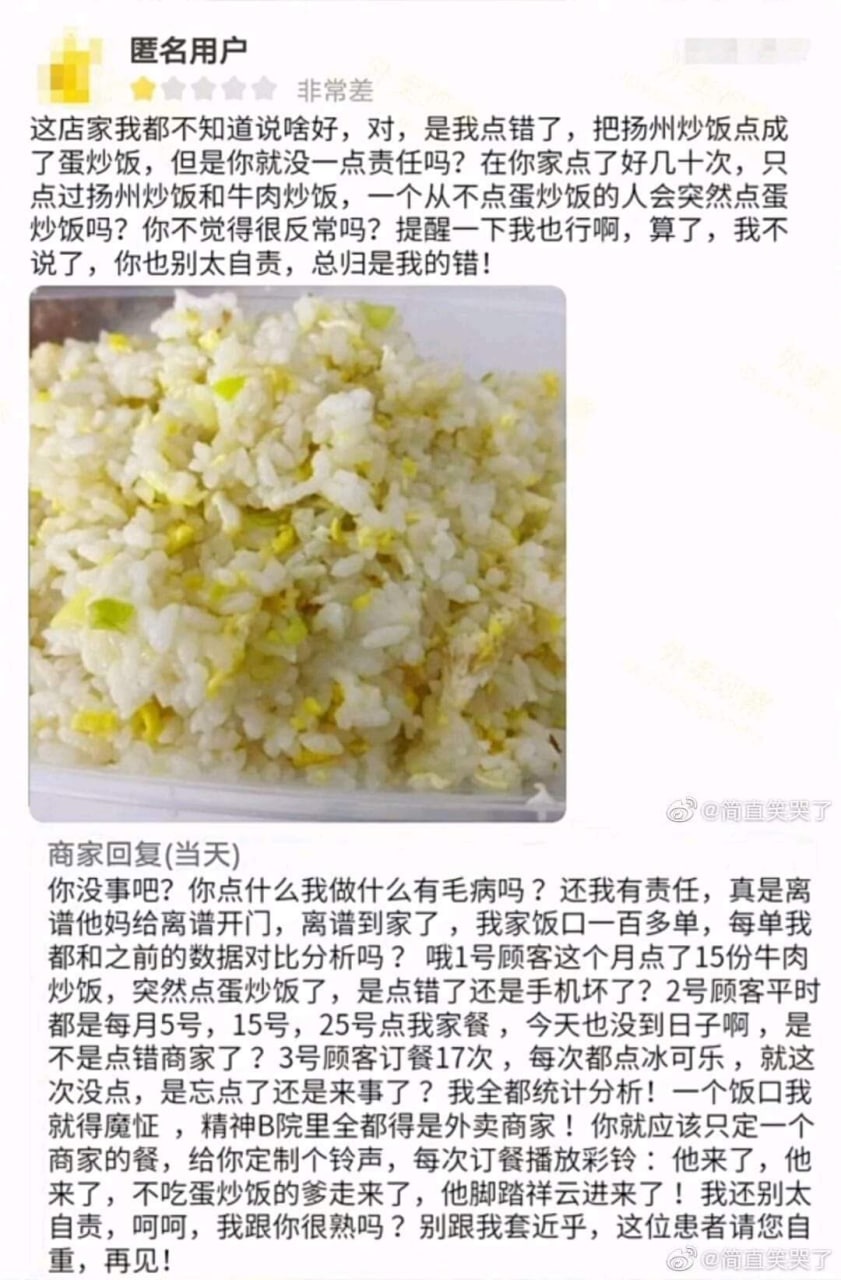 匿名用户
非常差
这店家我都不知道说啥好，对，是我点错了，把扬州炒饭点成
了蛋炒饭，但是你就没一点责任吗？在你家点了好几十次，只
点过扬州炒饭和牛肉炒饭，一个从不点蛋炒饭的人会突然点蛋
炒饭吗？你不觉得很反常吗？提醒一下我也行啊，算了，我不
说了，你也别太自责，总归是我的错！
@简直笑哭了
商家回复(当天)
你没事吧？你点什么我做什么有毛病吗？还我有责任，真是离
谱他妈给离谱开门，离谱到家了，我家饭口一百多单，每单我
都和之前的数据对比分析吗？哦1号顾客这个月点了15份牛肉
炒饭，突然点蛋炒饭了，是点错了还是手机坏了？2号顾客平时
都是每月5号，15号，25号点我家餐，今天也没到日子啊，是
不是点错商家了？3号顾客订餐17次，每次都点冰可乐，就这
次没点，是忘点了还是来事了？我全都统计分析！一个饭口我
就得魔怔，精神B院里全都得是外卖商家！你就应该只定一个
商家的餐，给你定制个铃声，每次订餐播放彩铃：他来了，他
来了，不吃蛋炒饭的爹走来了，他脚踏祥云进来了！我还别太
自责，呵呵，我跟你很熟吗？别跟我套近乎，这位患者请您自
重，再见！
@简直笑哭了